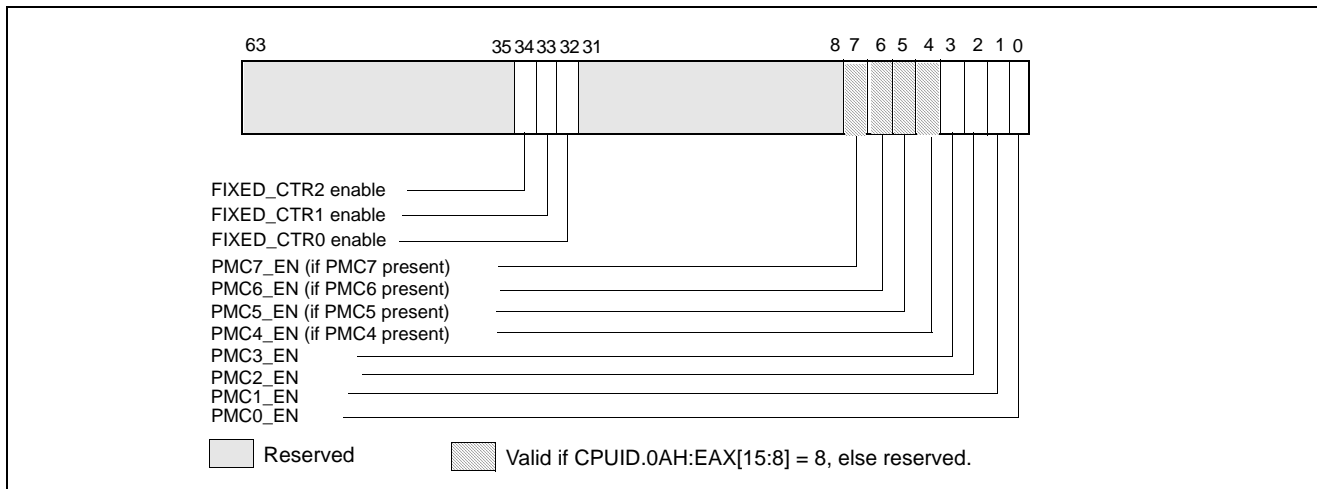 63 35 34 33 32 31 8 7 6 5 4 3 2 1 0
FIXED_CTR2 enable
FIXED_CTR1 enable
FIXED_CTR0 enable
PMC7_EN (if PMC7 present)
PMC6_EN (if PMC6 present)
PMC5_EN (if PMC5 present)
PMC4_EN (if PMC4 present)
PMC3_EN
PMC2_EN
PMC1_EN
PMC0_EN
Reserved Valid if CPUID.0AH:EAX[15:8] = 8, else reserved.